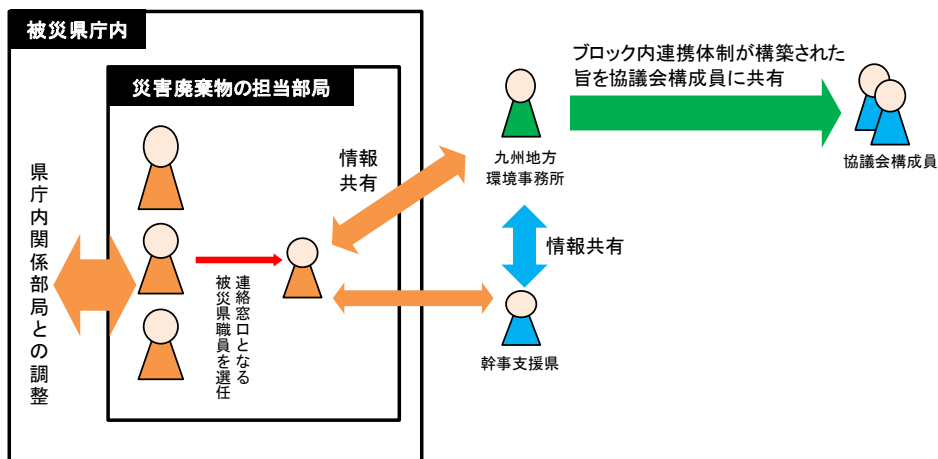 被災県庁内
災害廃棄物の担当部局
県庁内関係部局との調整
連絡窓口となる
被災県職員を選任
情報
共有
九州地方
環境事務所
情報共有
幹事支援県
ブロック内連携体制が構築された
旨を協議会構成員に共有
協議会構成員